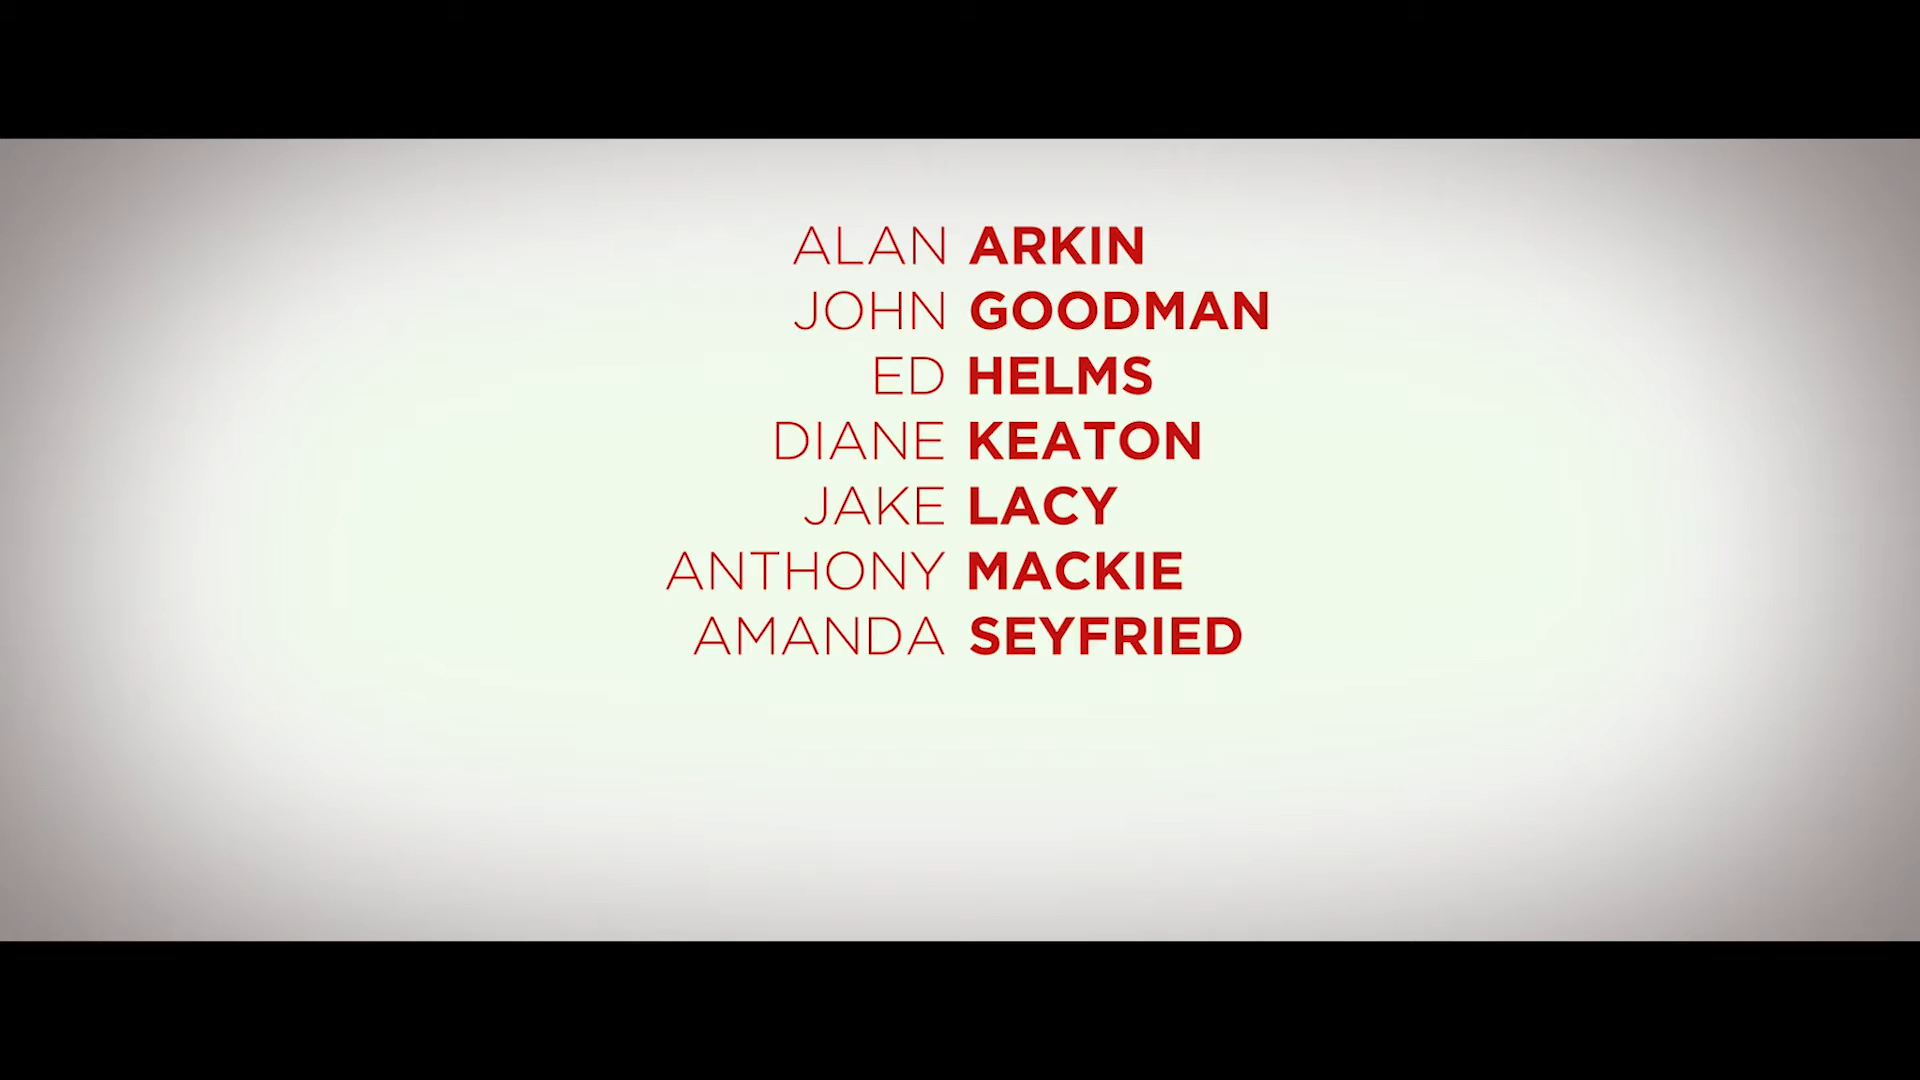 ALAN ARKIN
JOHN GOODMAN
ED HELMS
DIANE KEATON
JAKE LACY
ANTHONY MACKIE
AMANDA SEYFRIED